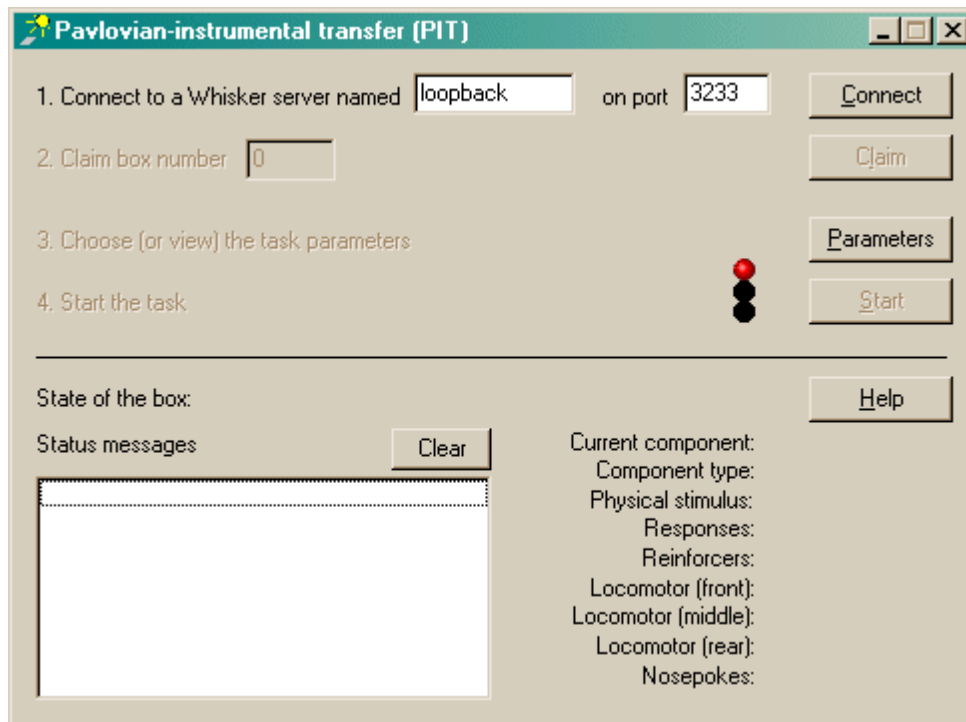 Pavlovian-instrumental transfer (PIT)
1. Connect to a Whisker server named loopback on port 3233 Connect
2. Claim box number 0 Claim
3. Choose (or view) the task parameters Parameters
4. Start the task Start
State of the box: Help
Status messages Clear Current component:
Component type:
Physical stimulus:
Responses:
Reinforcers:
Locomotor (front):
Locomotor (middle):
Locomotor (rear):
Nosepokes: